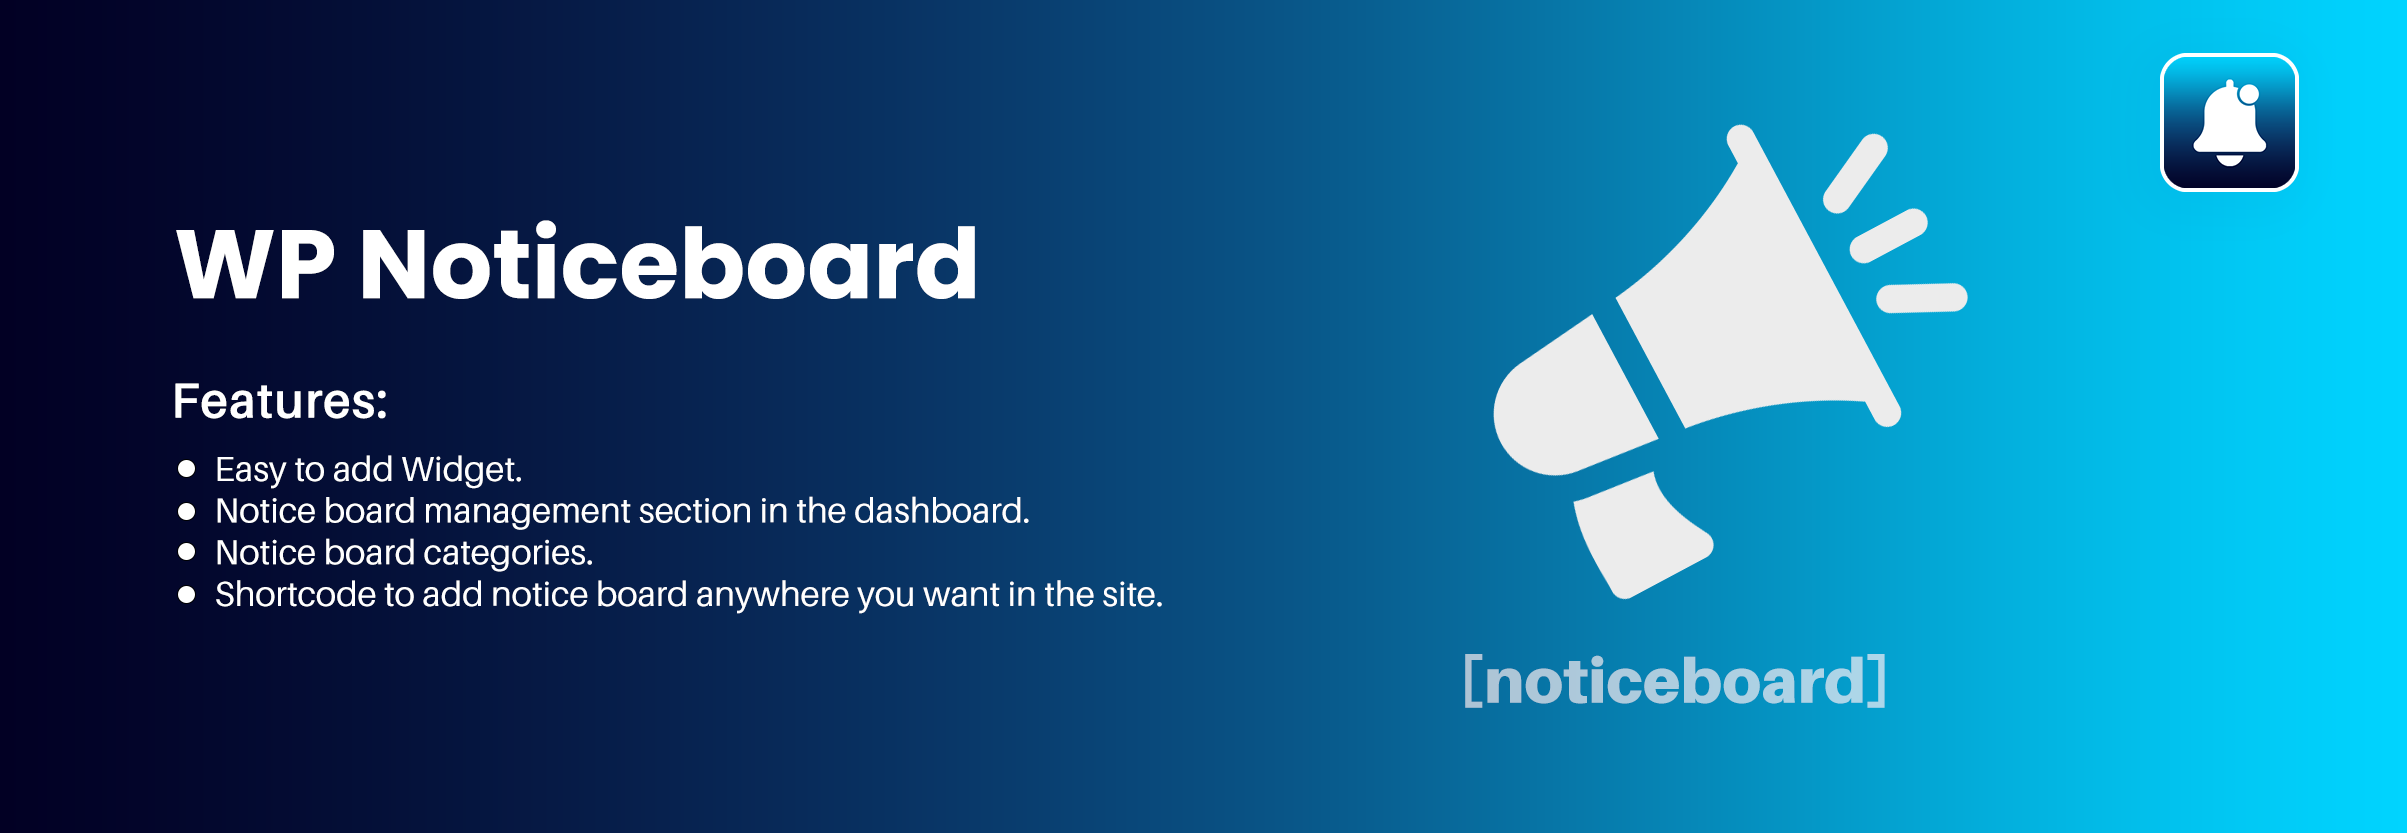 WP Noticeboard
Features:
● Easy to add Widget.
● Notice board management section in the dashboard.
● Notice board categories.
● Shortcode to add notice board anywhere you want in the site.
[noticeboard]